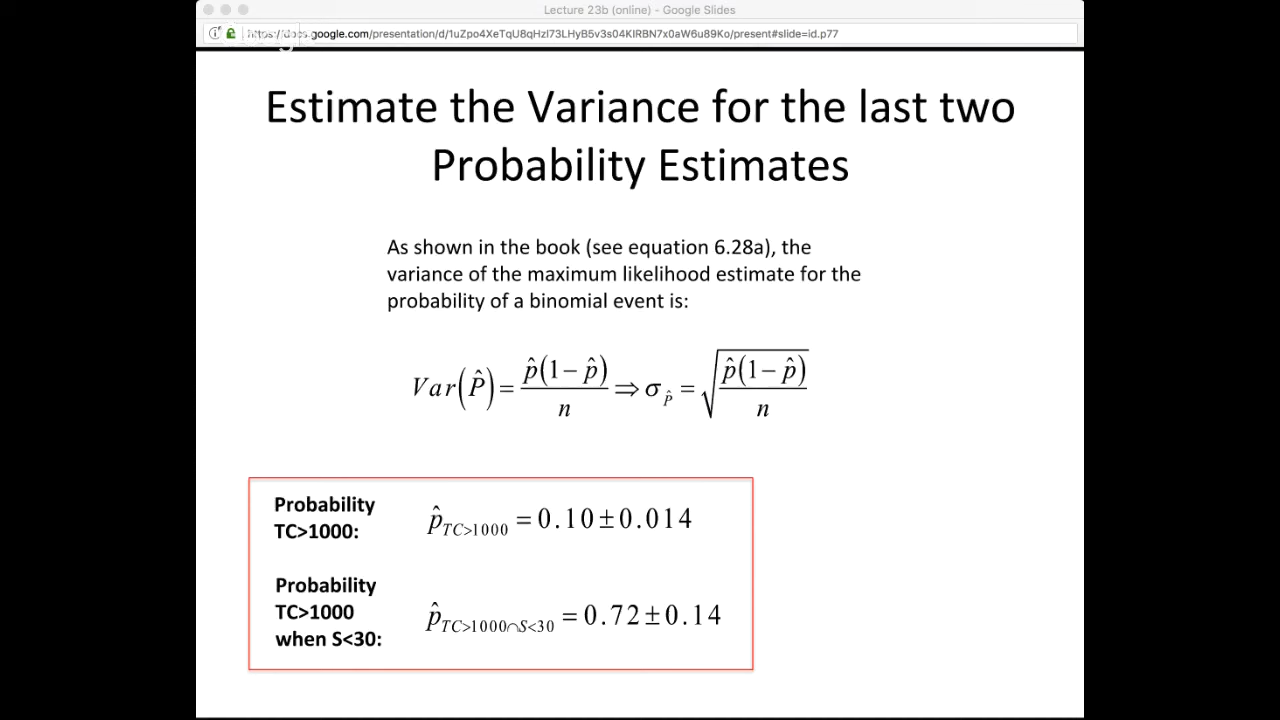 Lecture 23b (online) - Google Slides
https://docs.google.com/presentation/d/1uZpo4XeTqU8qHzI73LHyB5v3s04KIRBN7x0aW6u89Ko/present#slide=id.p77
Estimate the Variance for the last two
Probability Estimates
As shown in the book (see equation 6.28a), the
variance of the maximum likelihood estimate for the
probability of a binomial event is:
Var(P̂) = p̂(1−p̂)/n ⇒ σ_P̂ = √(p̂(1−p̂)/n)
Probability
TC>1000:
p̂_TC>1000 = 0.10±0.014
Probability
TC>1000
when S<30:
p̂_TC>1000∩S<30 = 0.72±0.14